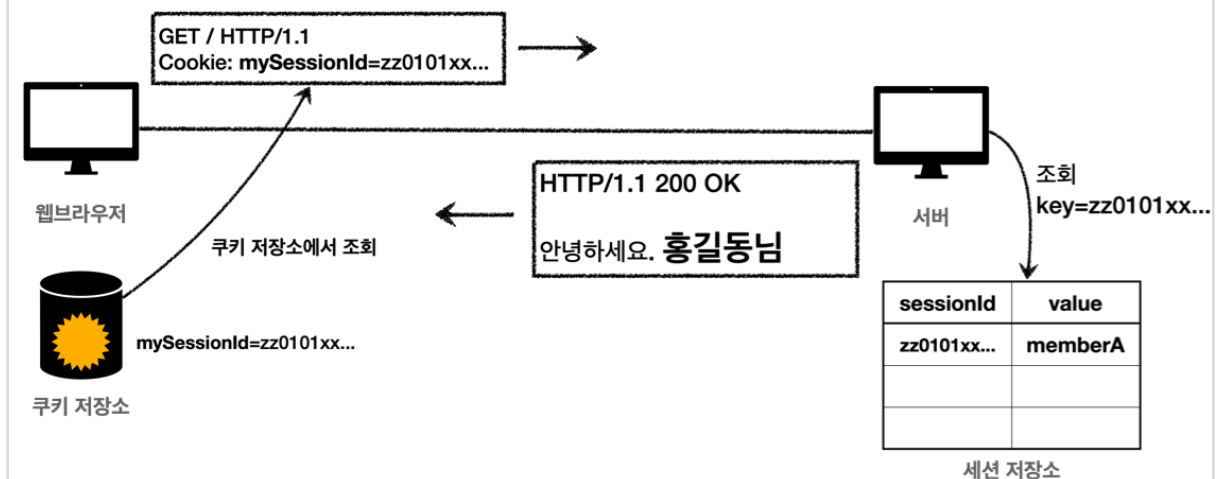 GET / HTTP/1.1
Cookie: mySessionId=zz0101xx...
웹브라우저
HTTP/1.1 200 OK
안녕하세요. 홍길동님
서버
조회
key=zz0101xx...
쿠키 저장소에서 조회
mySessionId=zz0101xx...
쿠키 저장소
sessionId value
zz0101xx... memberA
세션 저장소